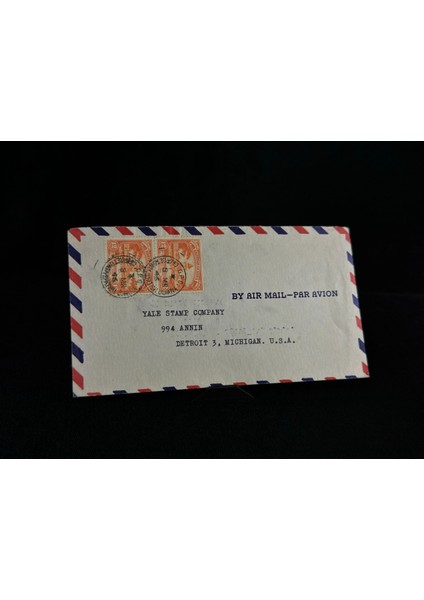 BY AIR MAIL—PAR AVION
YALE STAMP COMPANY
994 ANNIN
DETROIT 3, MICHIGAN. U.S.A.